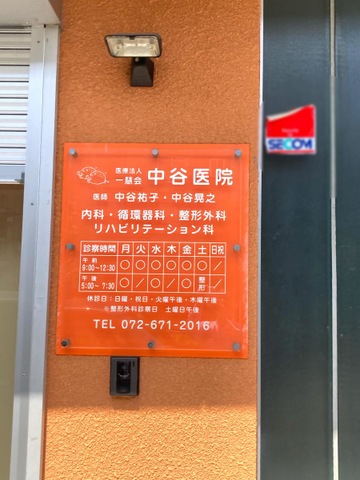 医療法人
一慧会 中谷医院
医師 中谷祐子・中谷晃之
内科・循環器科・整形外科
リハビリテーション科
診察時間 月 火 水 木 金 土 日祝
午前 9:00~12:30 ○ ○ ○ ○ ○ ○ /
午後 5:00~7:30 ○ / ○ / ○ 整形 /
休診日：日曜・祝日・火曜午後・木曜午後
※整形外科診察日 土曜日午後
TEL 072-671-2016
SECOM